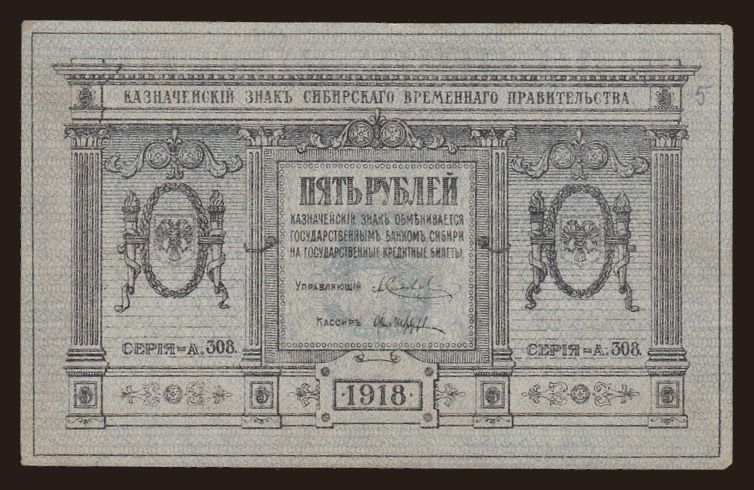 КАЗНАЧЕЙСКІЙ ЗНАКЪ СИБИРСКАГО ВРЕМЕННАГО ПРАВИТЕЛЬСТВА
5
ПЯТЬ РУБЛЕЙ
КАЗНАЧЕЙСКІЙ ЗНАКЪ ОБМѢНИВАЕТСЯ
ГОСУДАРСТВЕННЫМЪ БАНКОМЪ СИБИРИ
НА ГОСУДАРСТВЕННЫЕ КРЕДИТНЫЕ БИЛЕТЫ
УПРАВЛЯЮЩІЙ
КАССИРЪ
СЕРІЯ=А.308.
СЕРІЯ=А.308.
5 5 ·1918· 5 5